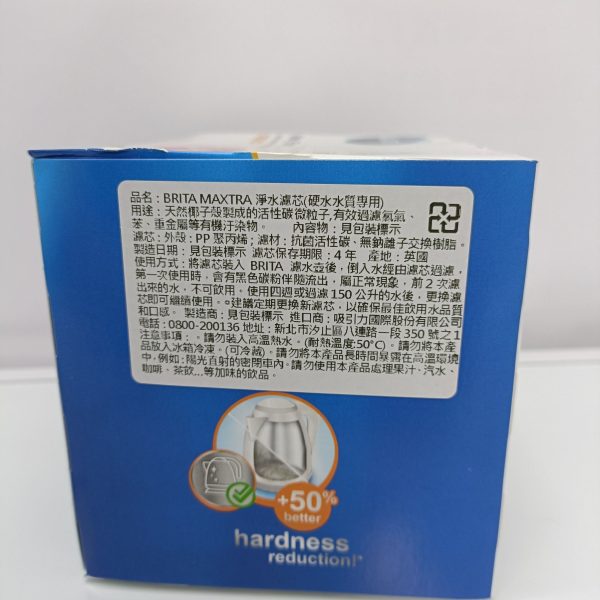 品名：BRITA MAXTRA 淨水濾芯(硬水水質專用)
用途：天然椰子殼製成的活性碳微粒子,有效過濾氯氣、
苯、重金屬等有機汙染物。 內容物：見包裝標示
濾芯：外殼：PP 聚丙烯；濾材：抗菌活性碳、無鈉離子交換樹脂。
製造日期：見包裝標示 濾芯保存期限：4 年 產地：英國
使用方式：將濾芯裝入 BRITA 濾水壺後，倒入水經由濾芯過濾，
第一次使用時，會有黑色碳粉伴隨流出，屬正常現象，前 2 次濾
出來的水，不可飲用。使用四週或過濾 150 公升的水後，更換濾
芯即可繼續使用。¤建議定期更換新濾芯，以確保最佳飲用水品質
和口感。 製造商：見包裝標示 進口商：吸引力國際股份有限公司
電話：0800-200136 地址：新北市汐止區八連路一段 350 號之 1
注意事項：．請勿裝入高溫熱水。(耐熱溫度:50℃)。請勿將本產
品放入冰箱冷凍。(可冷藏)。請勿將本產品長時間暴露在高溫環境
中，例如:陽光直射的密閉車內。請勿使用本產品處理果汁、汽水、
咖啡、茶飲...等加味的飲品。
+50%
better
hardness
reduction!*